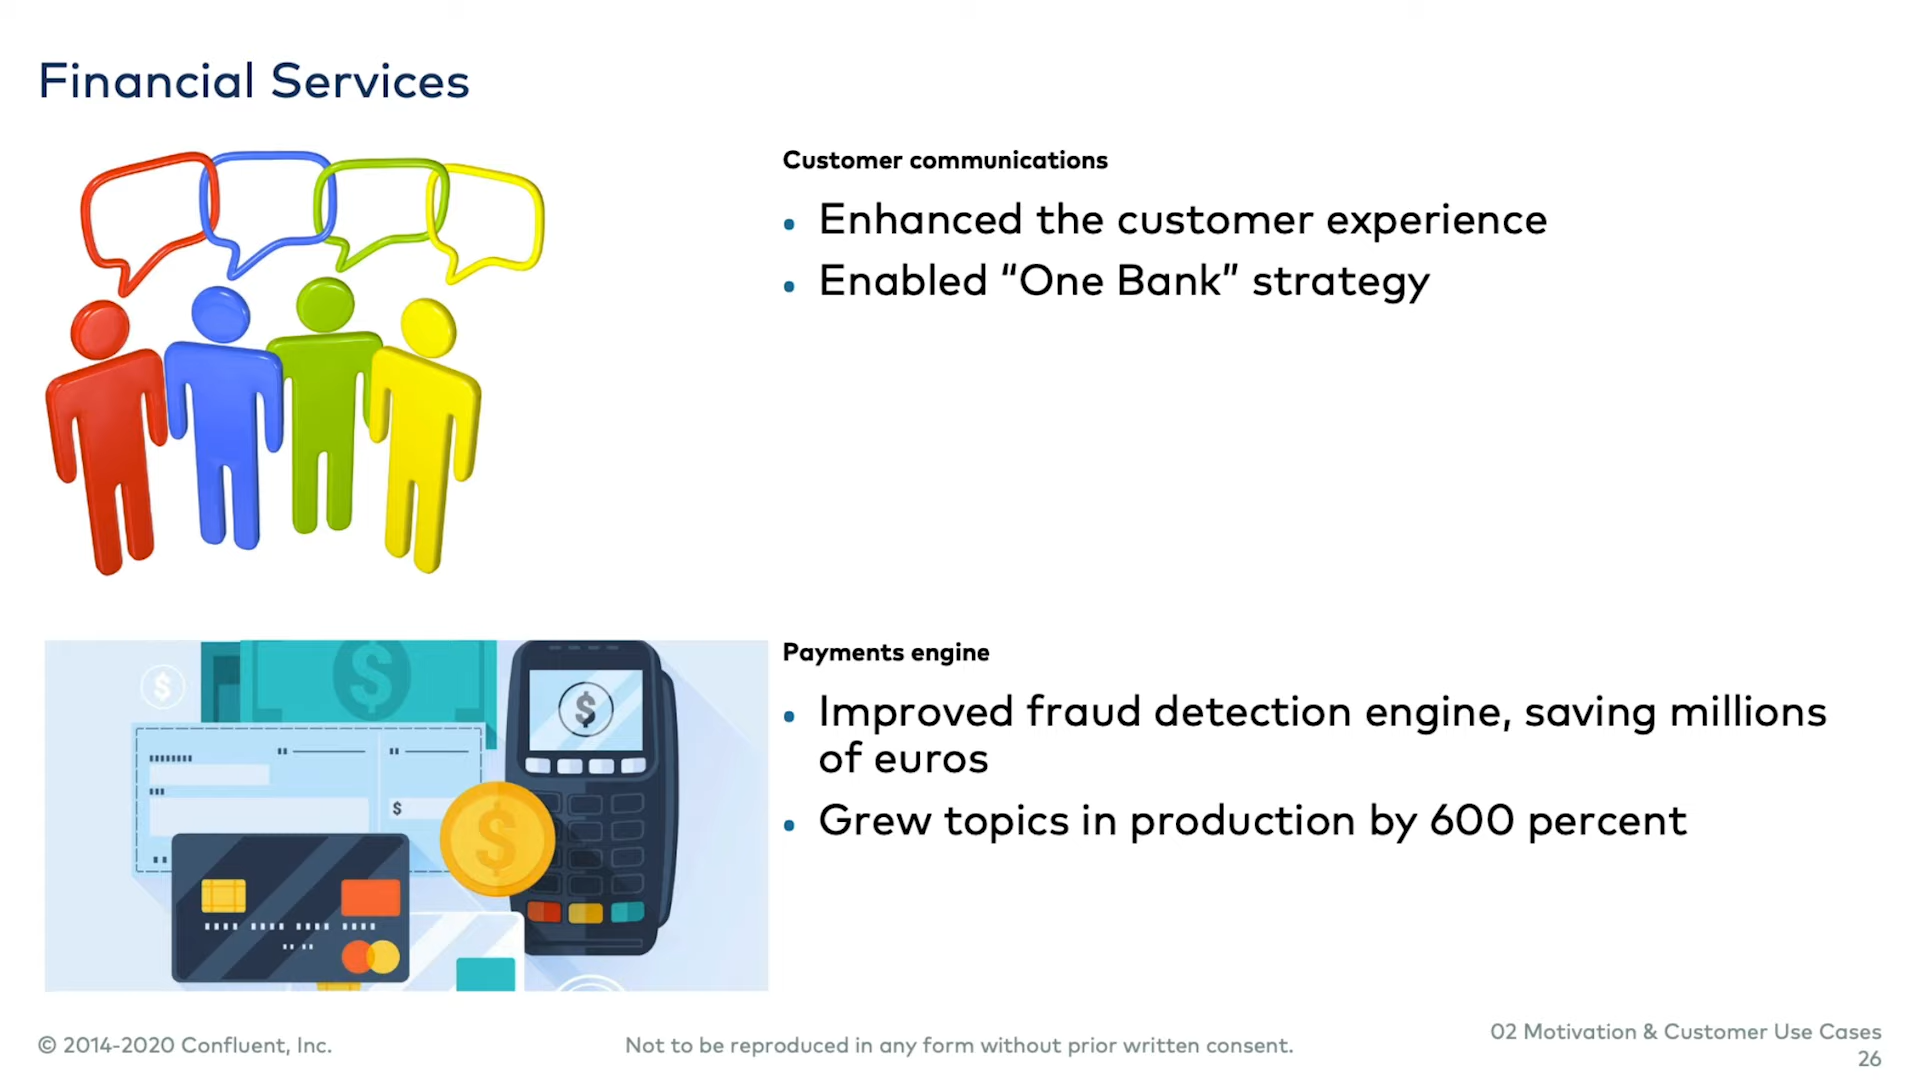 Financial Services
Customer communications
• Enhanced the customer experience
• Enabled “One Bank” strategy
$
$
$
$
$
Payments engine
• Improved fraud detection engine, saving millions
of euros
• Grew topics in production by 600 percent
© 2014-2020 Confluent, Inc.
Not to be reproduced in any form without prior written consent.
02 Motivation & Customer Use Cases
26